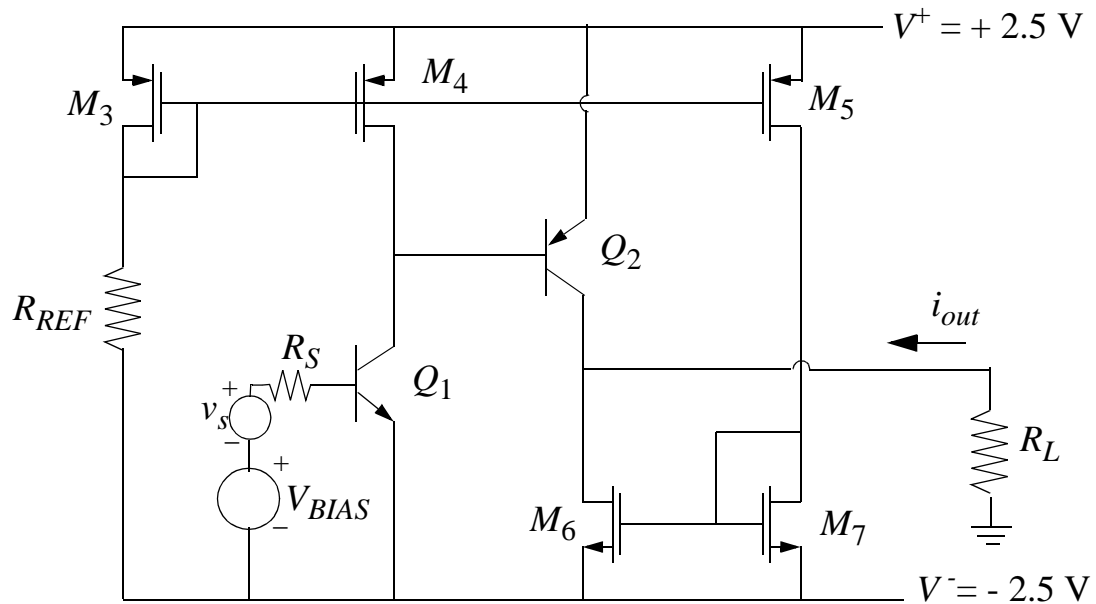 V⁺ = + 2.5 V
M₃
M₄
M₅
Q₂
R_REF
i_out
R_S
+
v_s
−
Q₁
R_L
+
V_BIAS
−
M₆
M₇
V⁻ = - 2.5 V